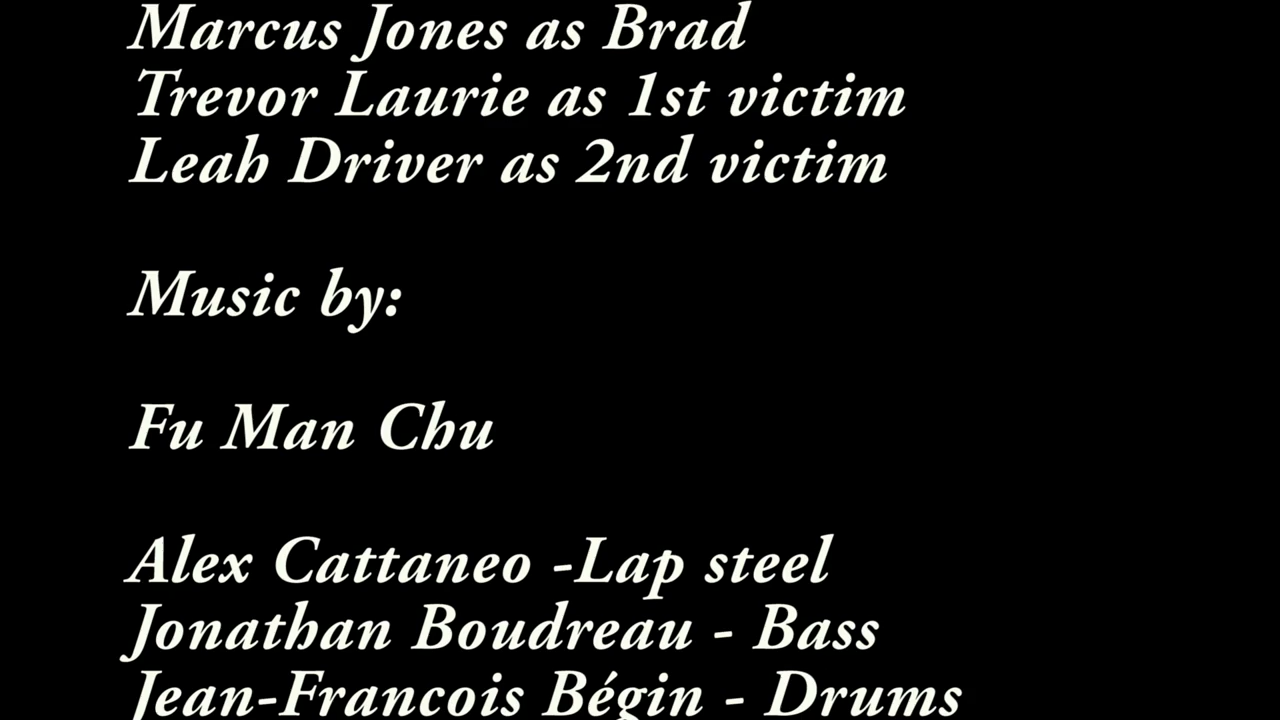 Marcus Jones as Brad
Trevor Laurie as 1st victim
Leah Driver as 2nd victim
Music by:
Fu Man Chu
Alex Cattaneo -Lap steel
Jonathan Boudreau - Bass
Jean-Francois Bégin - Drums